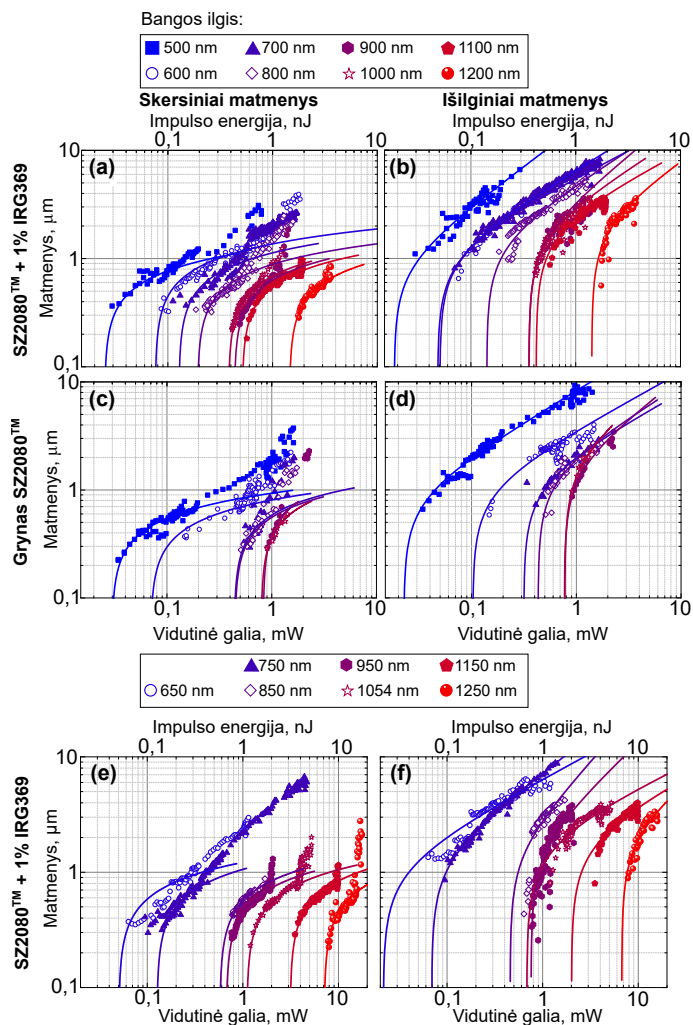 Bangos ilgis:
500 nm 700 nm 900 nm 1100 nm
600 nm 800 nm 1000 nm 1200 nm
Skersiniai matmenys Išilginiai matmenys
Impulso energija, nJ Impulso energija, nJ
0,1 1 10 0,1 1 10
SZ2080™ + 1% IRG369
Matmenys, μm
10
1
0,1
(a) (b)
Grynas SZ2080™
Matmenys, μm
10
1
0,1
(c) (d)
0,1 1 10 0,1 1 10
Vidutinė galia, mW Vidutinė galia, mW
750 nm 950 nm 1150 nm
650 nm 850 nm 1054 nm 1250 nm
Impulso energija, nJ Impulso energija, nJ
0,1 1 10 0,1 1 10
SZ2080™ + 1% IRG369
Matmenys, μm
10
1
0,1
(e) (f)
0,1 1 10 0,1 1 10
Vidutinė galia, mW Vidutinė galia, mW